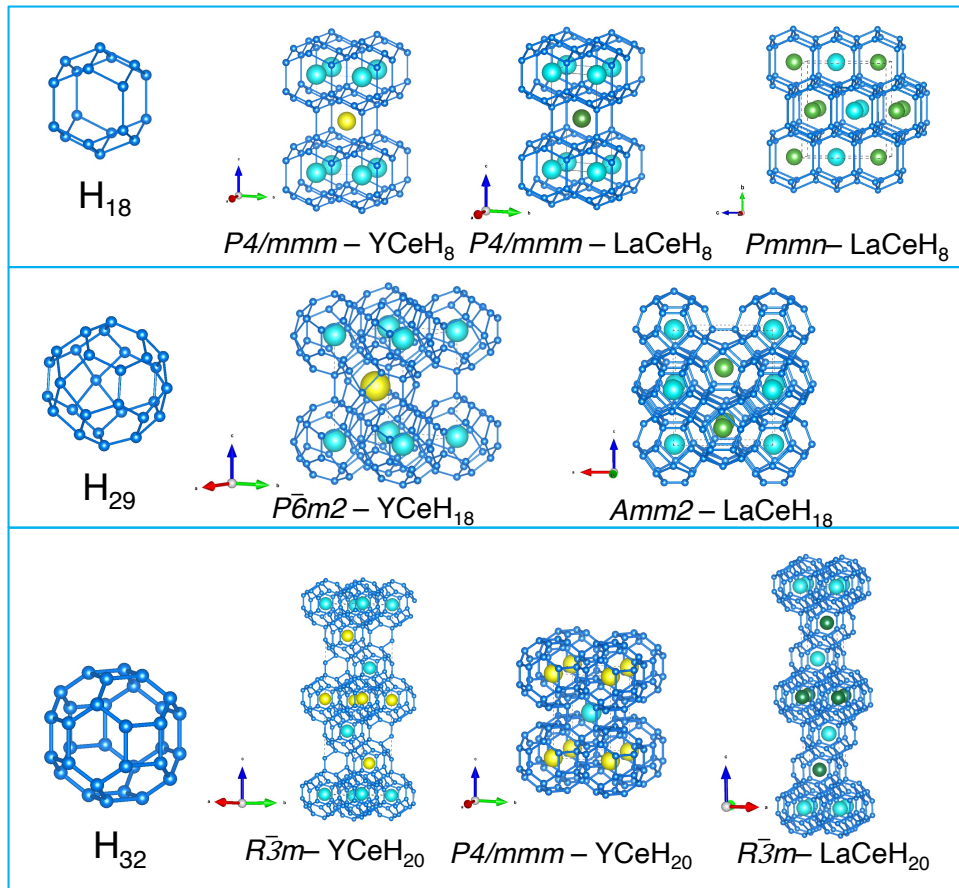 H₁₈
P4/mmm – YCeH₈
P4/mmm – LaCeH₈
Pmmn– LaCeH₈
H₂₉
P6̅m2 – YCeH₁₈
Amm2 – LaCeH₁₈
H₃₂
R3̅m– YCeH₂₀
P4/mmm – YCeH₂₀
R3̅m– LaCeH₂₀